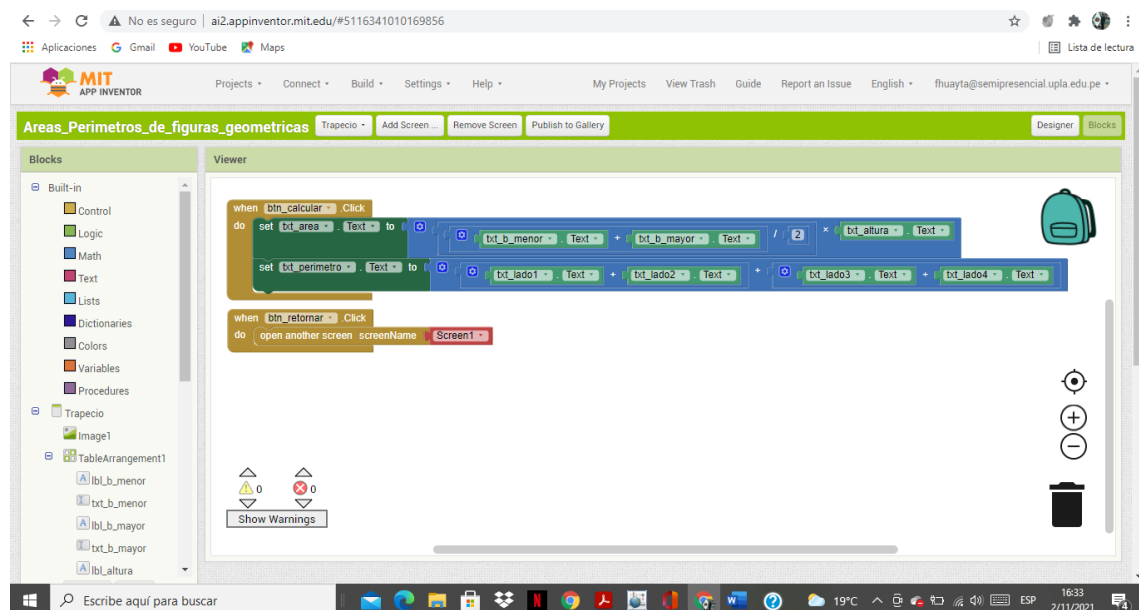 No es seguro | ai2.appinventor.mit.edu/#5116341010169856
Aplicaciones G Gmail YouTube Maps Lista de lectura
MIT
APP INVENTOR
Projects Connect Build Settings Help My Projects View Trash Guide Report an Issue English fhuayta@semipresencial.upla.edu.pe
Areas_Perimetros_de_figuras_geometricas Trapecio Add Screen ... Remove Screen Publish to Gallery Designer Blocks
Blocks Viewer
Built-in
Control
Logic
Math
Text
Lists
Dictionaries
Colors
Variables
Procedures
Trapecio
Image1
TableArrangement1
lbl_b_menor
txt_b_menor
lbl_b_mayor
txt_b_mayor
lbl_altura
when btn_calcular .Click
do set txt_area . Text to txt_b_menor . Text + txt_b_mayor . Text / 2 × txt_altura . Text
set txt_perimetro . Text to txt_lado1 . Text + txt_lado2 . Text + txt_lado3 . Text + txt_lado4 . Text
when btn_retornar .Click
do open another screen screenName Screen1
0 0
Show Warnings
Escribe aquí para buscar 19°C ESP 16:33
2/11/2021